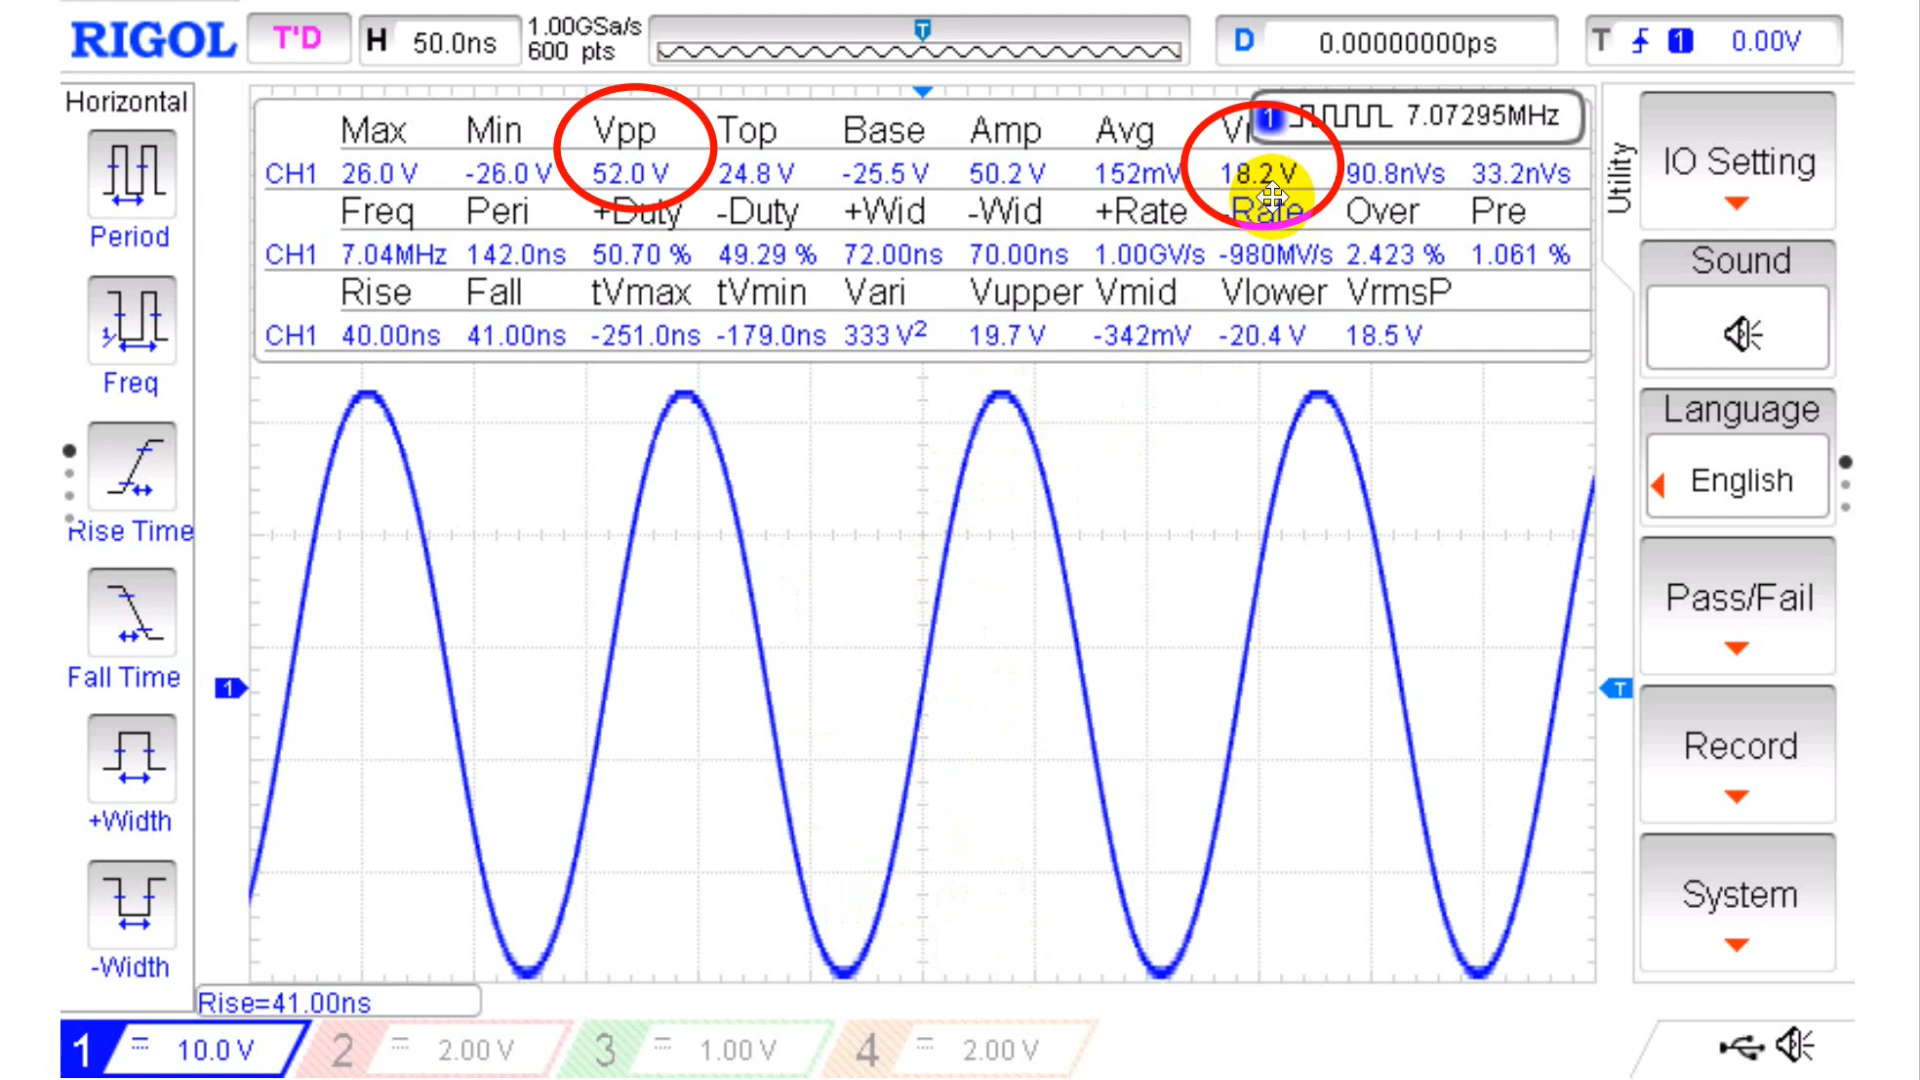 RIGOL T'D H 50.0ns 1.00GSa/s 600 pts T D 0.00000000ps T 1 0.00V
Horizontal
Period
Freq
Rise Time
Fall Time
+Width
-Width
1 7.07295MHz
Max Min Vpp Top Base Amp Avg
CH1 26.0 V -26.0 V 52.0 V 24.8 V -25.5 V 50.2 V 152mV 18.2 V 90.8nVs 33.2nVs
Freq Peri +Duty -Duty +Wid -Wid +Rate -Rate Over Pre
CH1 7.04MHz 142.0ns 50.70 % 49.29 % 72.00ns 70.00ns 1.00GV/s -980MV/s 2.423 % 1.061 %
Rise Fall tVmax tVmin Vari Vupper Vmid Vlower VrmsP
CH1 40.00ns 41.00ns -251.0ns -179.0ns 333 V² 19.7 V -342mV -20.4 V 18.5 V
1
T
Utility
IO Setting
Sound
Language
English
Pass/Fail
Record
System
Rise=41.00ns
1 10.0 V 2 2.00 V 3 1.00 V 4 2.00 V